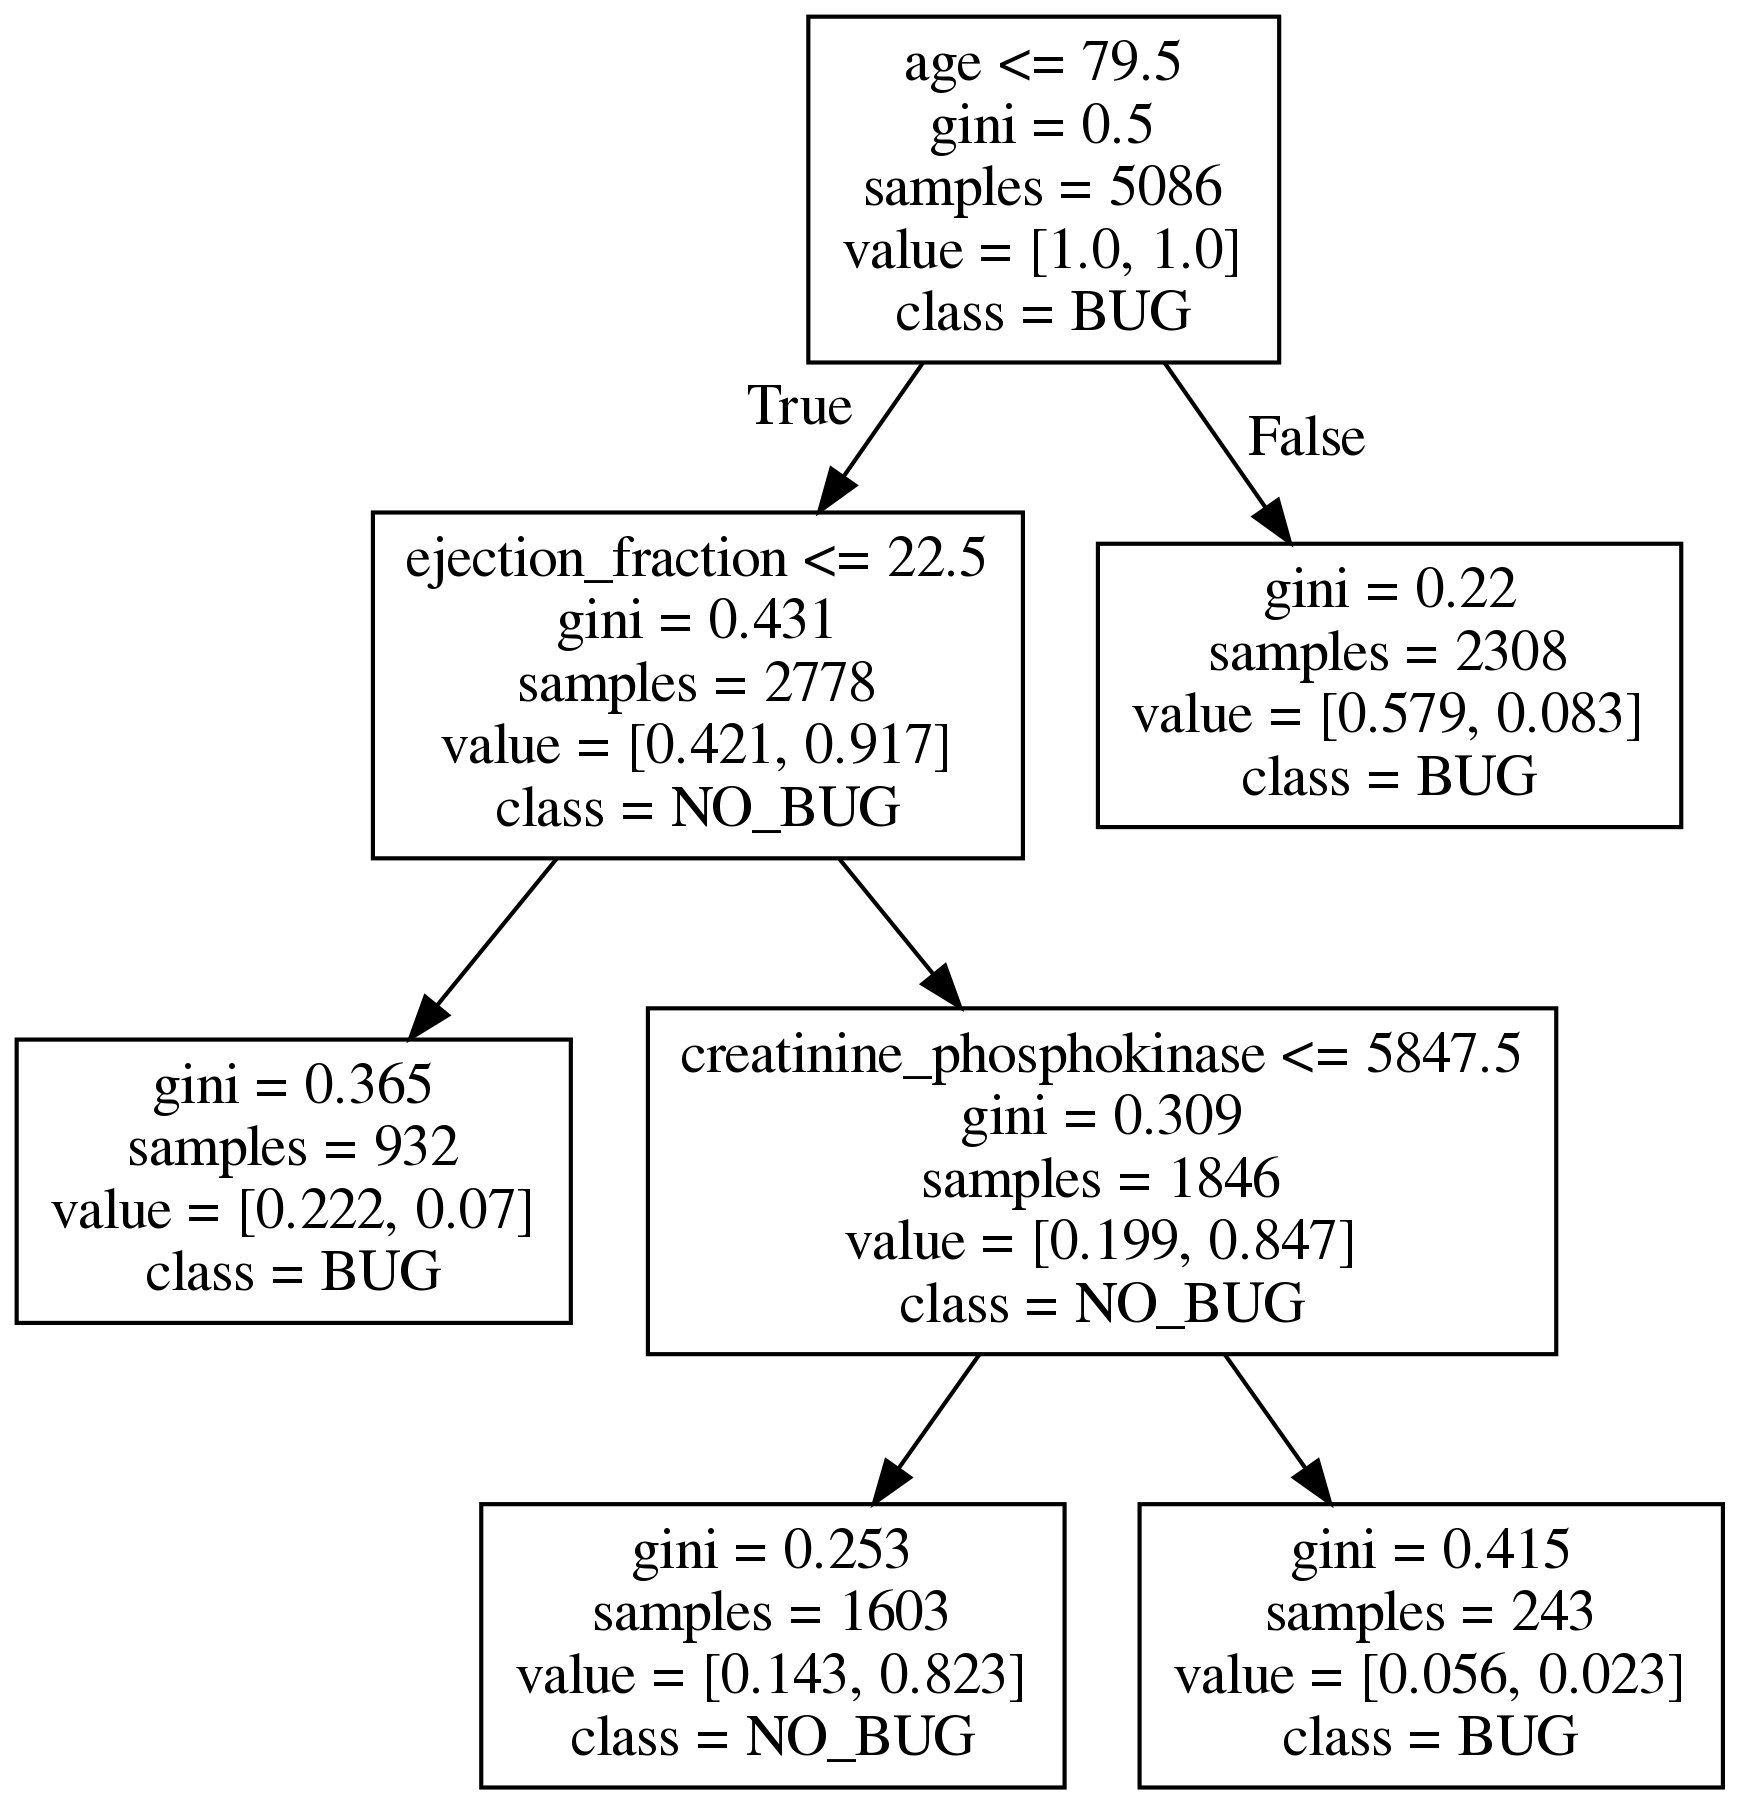 age <= 79.5
gini = 0.5
samples = 5086
value = [1.0, 1.0]
class = BUG
True
False
ejection_fraction <= 22.5
gini = 0.431
samples = 2778
value = [0.421, 0.917]
class = NO_BUG
gini = 0.22
samples = 2308
value = [0.579, 0.083]
class = BUG
gini = 0.365
samples = 932
value = [0.222, 0.07]
class = BUG
creatinine_phosphokinase <= 5847.5
gini = 0.309
samples = 1846
value = [0.199, 0.847]
class = NO_BUG
gini = 0.253
samples = 1603
value = [0.143, 0.823]
class = NO_BUG
gini = 0.415
samples = 243
value = [0.056, 0.023]
class = BUG